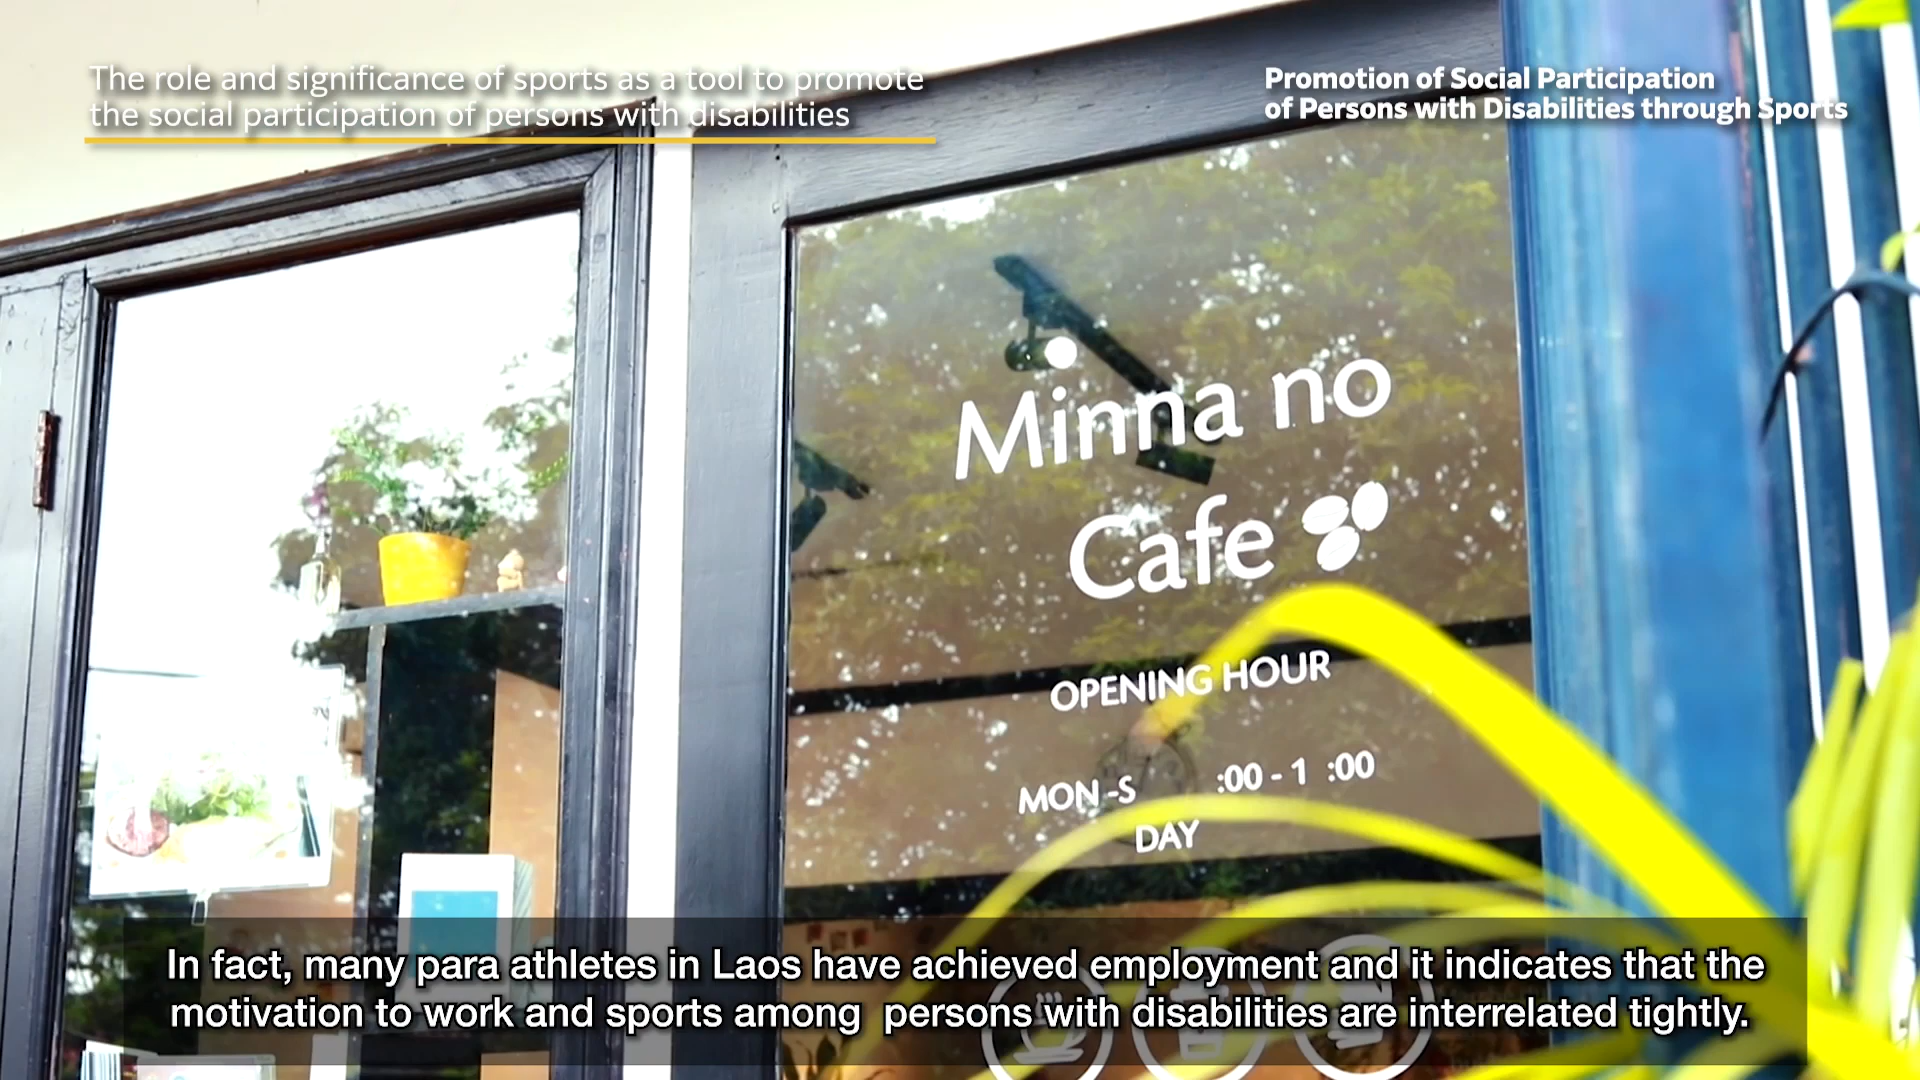 The role and significance of sports as a tool to promote
the social participation of persons with disabilities
Promotion of Social Participation
of Persons with Disabilities through Sports
Minna no
Cafe
OPENING HOUR
MON -S :00 - 1 :00
DAY
In fact, many para athletes in Laos have achieved employment and it indicates that the
motivation to work and sports among persons with disabilities are interrelated tightly.